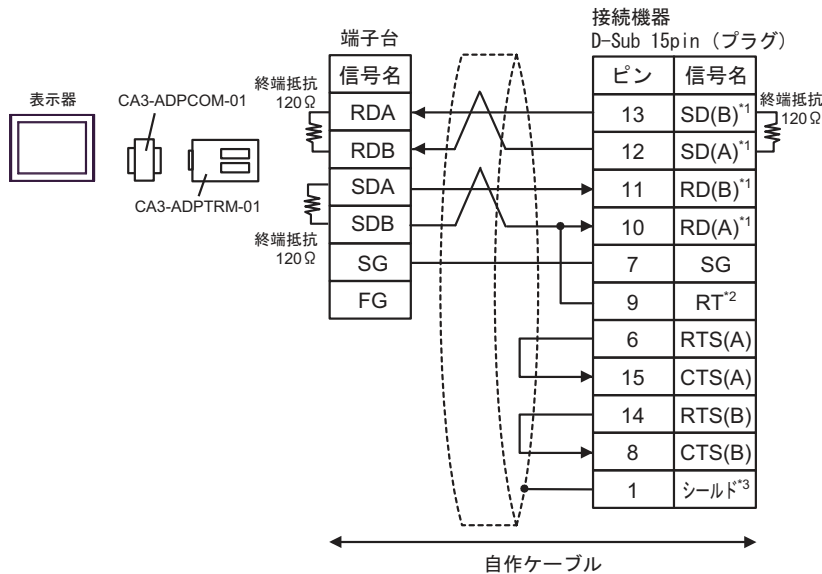 接続機器
D-Sub 15pin（プラグ）
端子台
信号名
RDA
RDB
SDA
SDB
SG
FG
終端抵抗
120Ω
終端抵抗
120Ω
表示器
CA3-ADPCOM-01
CA3-ADPTRM-01
ピン 信号名
13 SD(B)*1
12 SD(A)*1
11 RD(B)*1
10 RD(A)*1
7 SG
9 RT*2
6 RTS(A)
15 CTS(A)
14 RTS(B)
8 CTS(B)
1 シールド*3
終端抵抗
120Ω
自作ケーブル